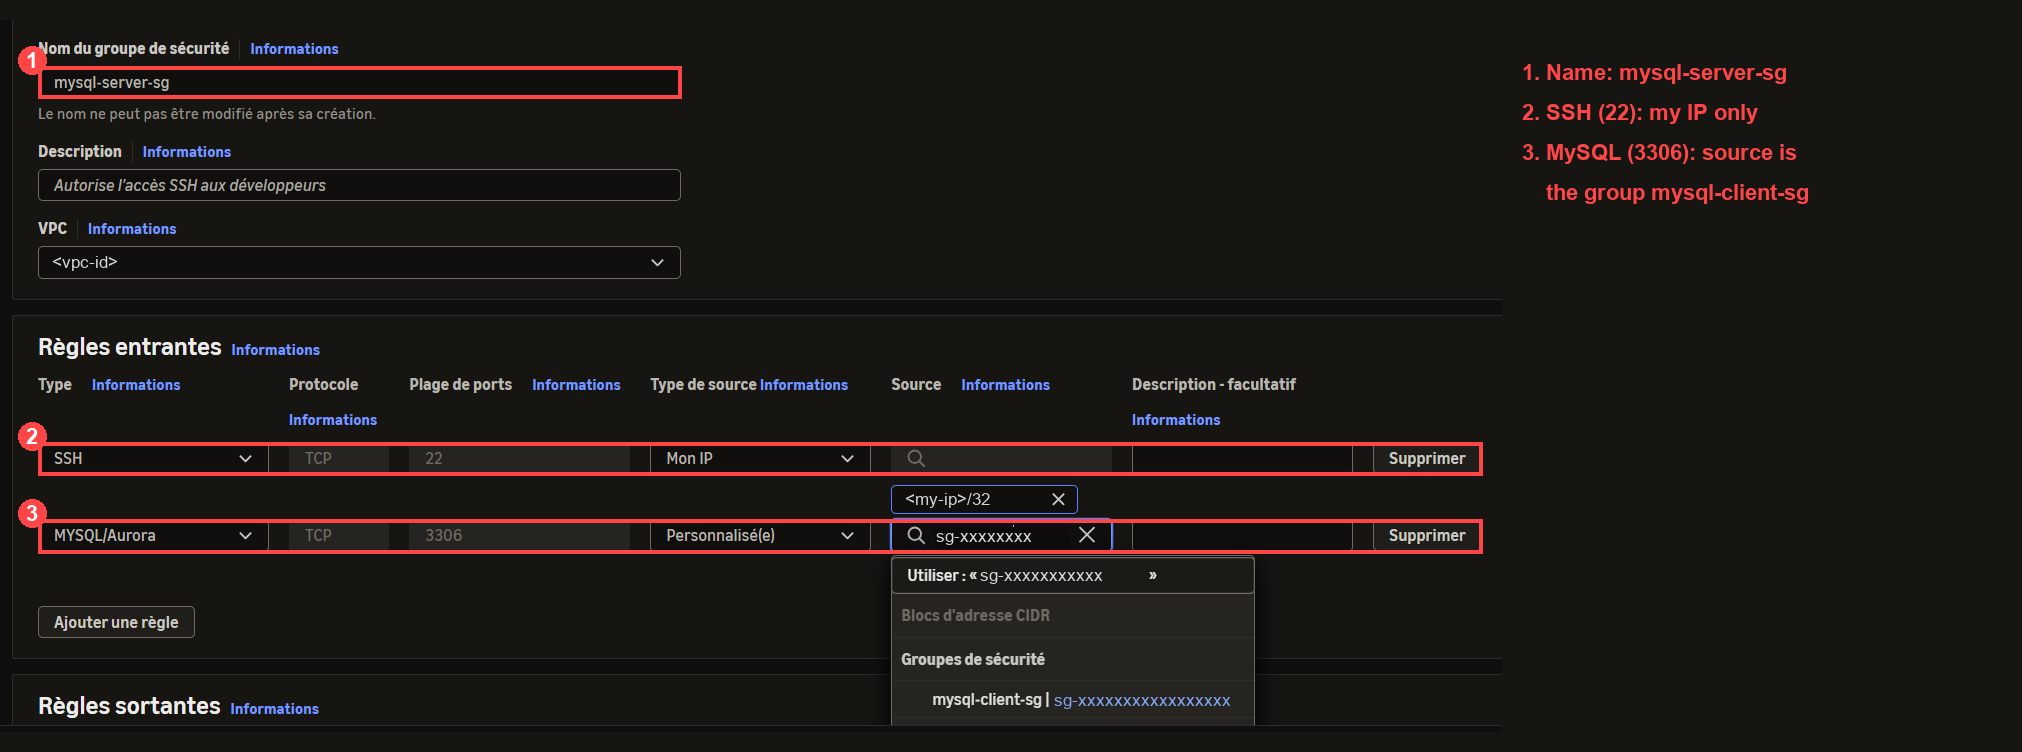 Nom du groupe de sécurité Informations
1
mysql-server-sg
Le nom ne peut pas être modifié après sa création.
Description Informations
Autorise l'accès SSH aux développeurs
VPC Informations
<vpc-id>
1. Name: mysql-server-sg
2. SSH (22): my IP only
3. MySQL (3306): source is
the group mysql-client-sg
Règles entrantes Informations
Type Informations Protocole Plage de ports Informations Type de source Informations Source Informations Description - facultatif
Informations Informations
2
SSH TCP 22 Mon IP Supprimer
<my-ip>/32
3
MYSQL/Aurora TCP 3306 Personnalisé(e) sg-xxxxxxxx Supprimer
Utiliser : « sg-xxxxxxxxxxx »
Blocs d'adresse CIDR
Ajouter une règle
Groupes de sécurité
mysql-client-sg | sg-xxxxxxxxxxxxxxxxx
Règles sortantes Informations